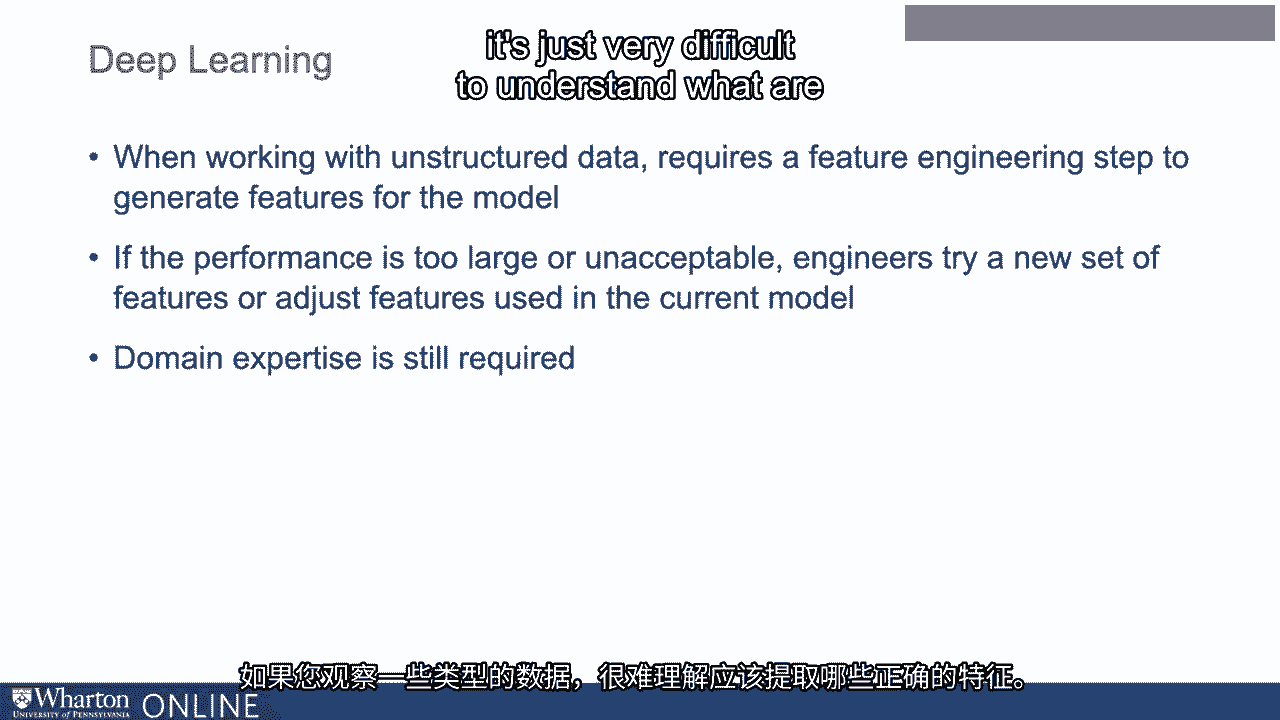 it's just very difficult
to understand what are
Deep Learning
• When working with unstructured data, requires a feature engineering step to
generate features for the model
• If the performance is too large or unacceptable, engineers try a new set of
features or adjust features used in the current model
• Domain expertise is still required
如果您观察一些类型的数据，很难理解应该提取哪些正确的特征。
Wharton
UNIVERSITY of PENNSYLVANIA
ONLINE